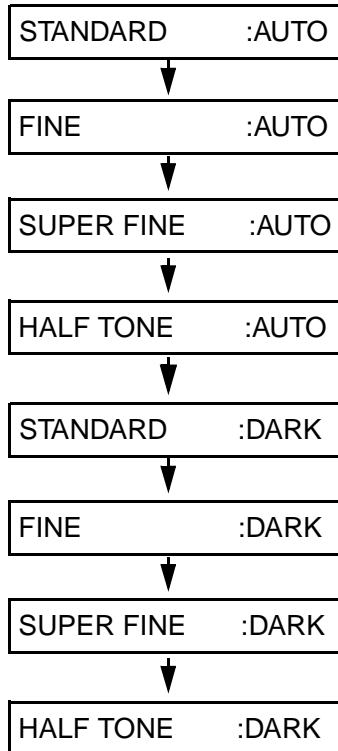 STANDARD :AUTO
FINE :AUTO
SUPER FINE :AUTO
HALF TONE :AUTO
STANDARD :DARK
FINE :DARK
SUPER FINE :DARK
HALF TONE :DARK